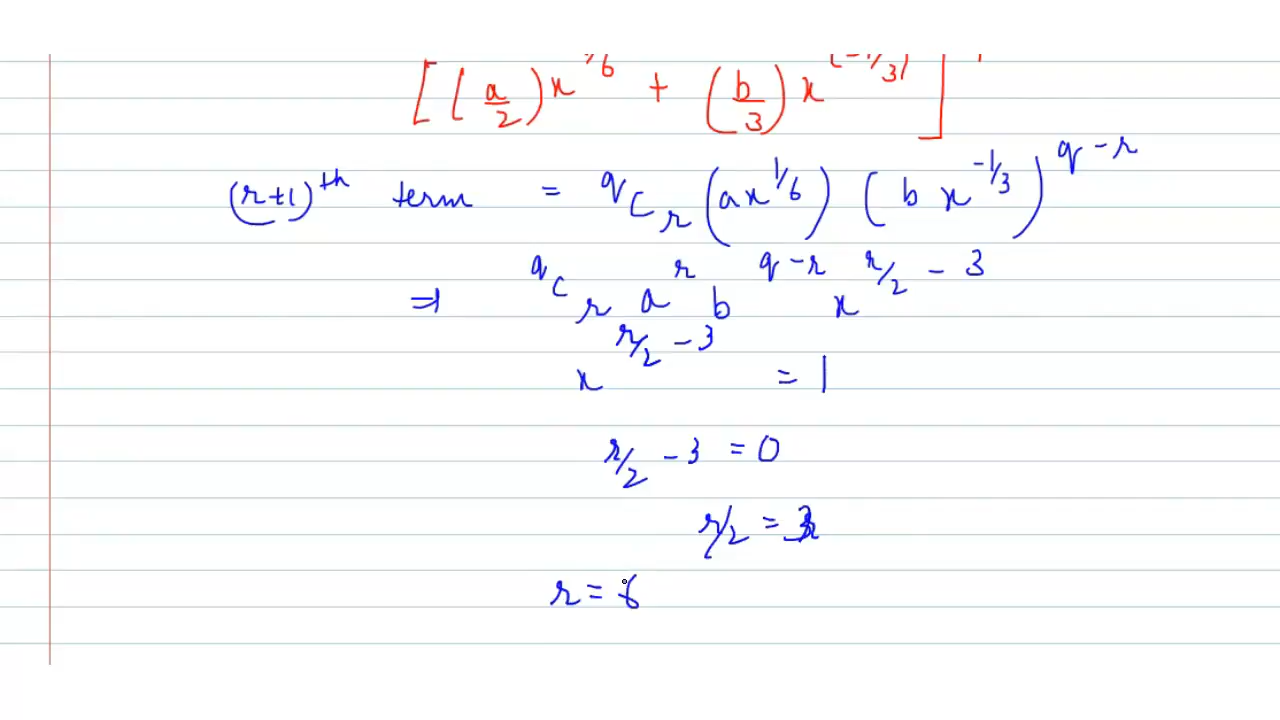 [(a/2)x^1/6 + (b/3)x^(-1/3)]
(r+1)^th term = ⁹C_r (ax^1/6) (b x^-1/3)^9-r
⇒ ⁹C_r a^r b^9-r x^r/2 - 3
x^r/2 - 3 = 1
r/2 - 3 = 0
r/2 = 3
r = 6